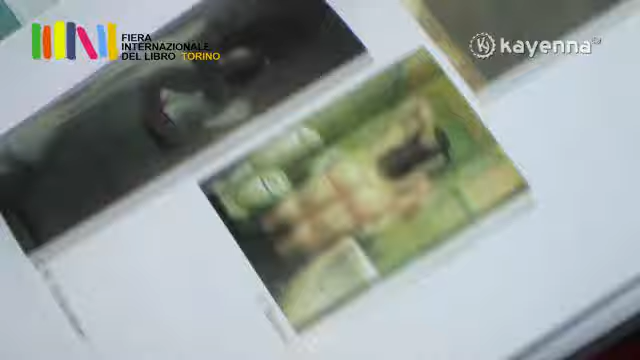 FIERA
INTERNAZIONALE
DEL LIBRO TORINO
kayenna